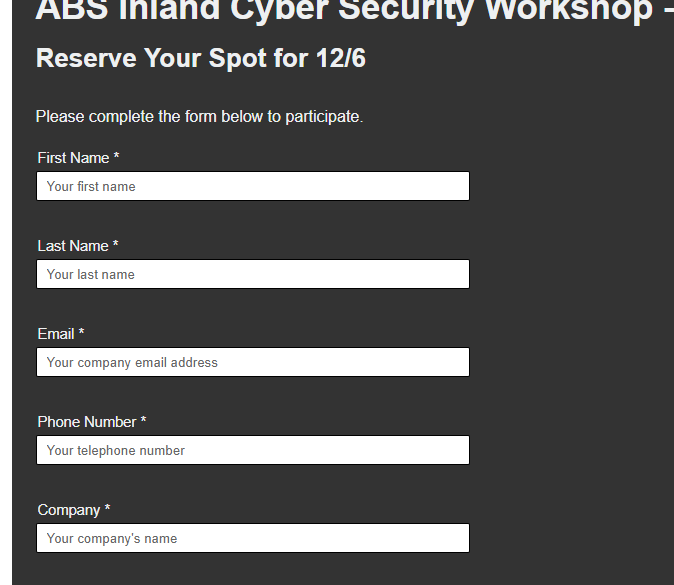 ABS Inland Cyber Security Workshop -
Reserve Your Spot for 12/6
Please complete the form below to participate.
First Name *
Your first name
Last Name *
Your last name
Email *
Your company email address
Phone Number *
Your telephone number
Company *
Your company's name